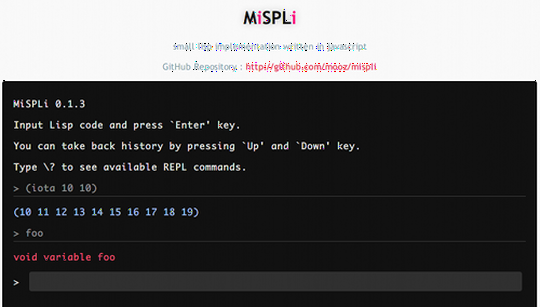 MiSPLi
Small Lisp implementation written in JavaScript
GitHub Repository : http://github.com/mooz/mispli
MiSPLi 0.1.3
Input Lisp code and press `Enter' key.
You can take back history by pressing `Up' and `Down' key.
Type \? to see available REPL commands.
> (iota 10 10)
(10 11 12 13 14 15 16 17 18 19)
> foo
void variable foo
>